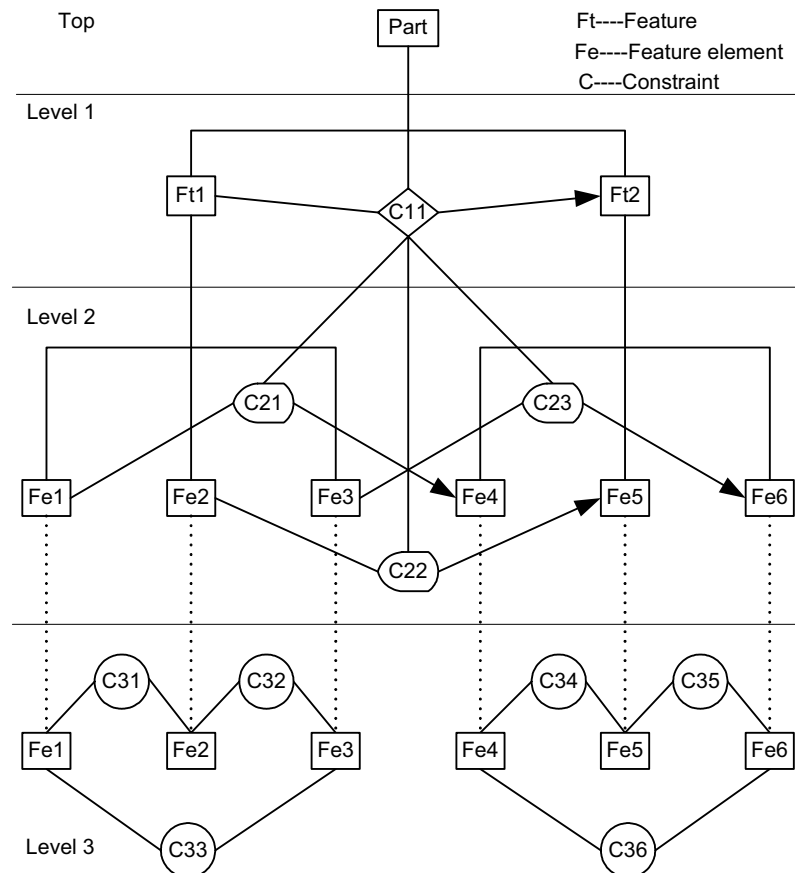 Top
Part
Ft----Feature
Fe----Feature element
C----Constraint
Level 1
Ft1
C11
Ft2
Level 2
C21
C23
Fe1
Fe2
Fe3
Fe4
Fe5
Fe6
C22
C31
C32
C34
C35
Fe1
Fe2
Fe3
Fe4
Fe5
Fe6
Level 3
C33
C36